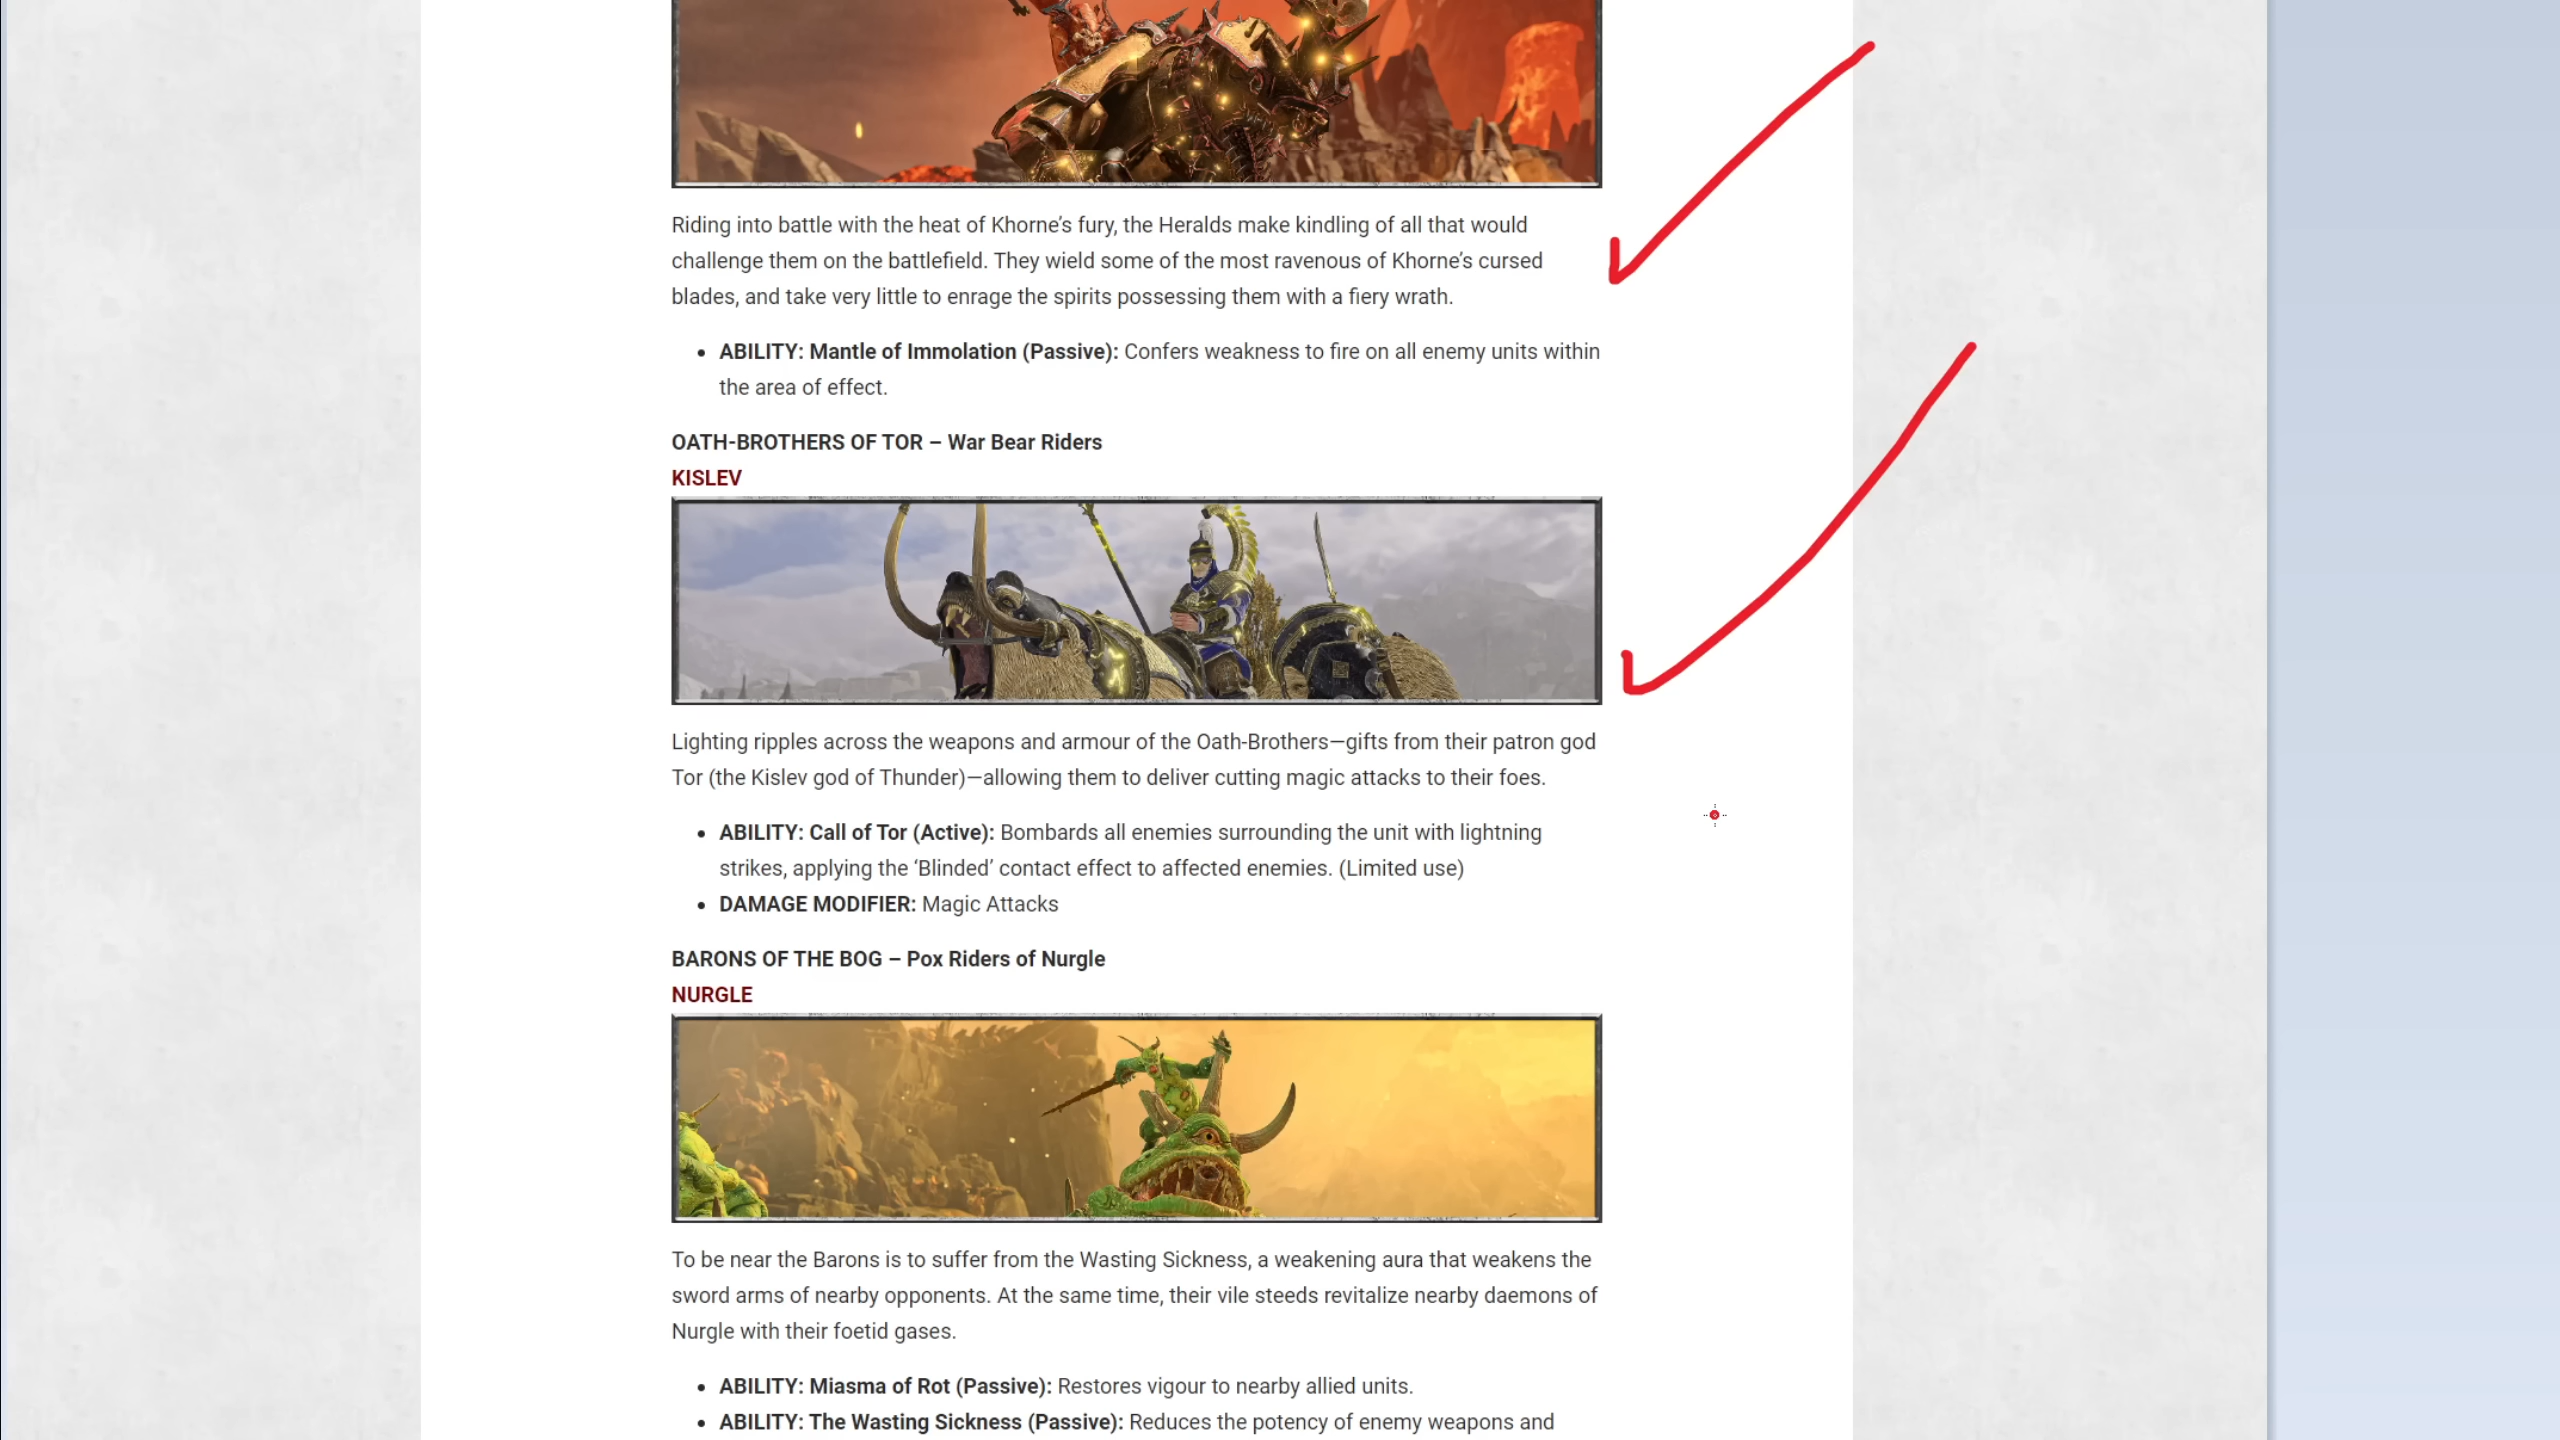 Riding into battle with the heat of Khorne’s fury, the Heralds make kindling of all that would
challenge them on the battlefield. They wield some of the most ravenous of Khorne’s cursed
blades, and take very little to enrage the spirits possessing them with a fiery wrath.
• ABILITY: Mantle of Immolation (Passive): Confers weakness to fire on all enemy units within
the area of effect.
OATH-BROTHERS OF TOR – War Bear Riders
KISLEV
Lighting ripples across the weapons and armour of the Oath-Brothers—gifts from their patron god
Tor (the Kislev god of Thunder)—allowing them to deliver cutting magic attacks to their foes.
• ABILITY: Call of Tor (Active): Bombards all enemies surrounding the unit with lightning
strikes, applying the ‘Blinded’ contact effect to affected enemies. (Limited use)
• DAMAGE MODIFIER: Magic Attacks
BARONS OF THE BOG – Pox Riders of Nurgle
NURGLE
To be near the Barons is to suffer from the Wasting Sickness, a weakening aura that weakens the
sword arms of nearby opponents. At the same time, their vile steeds revitalize nearby daemons of
Nurgle with their foetid gases.
• ABILITY: Miasma of Rot (Passive): Restores vigour to nearby allied units.
• ABILITY: The Wasting Sickness (Passive): Reduces the potency of enemy weapons and